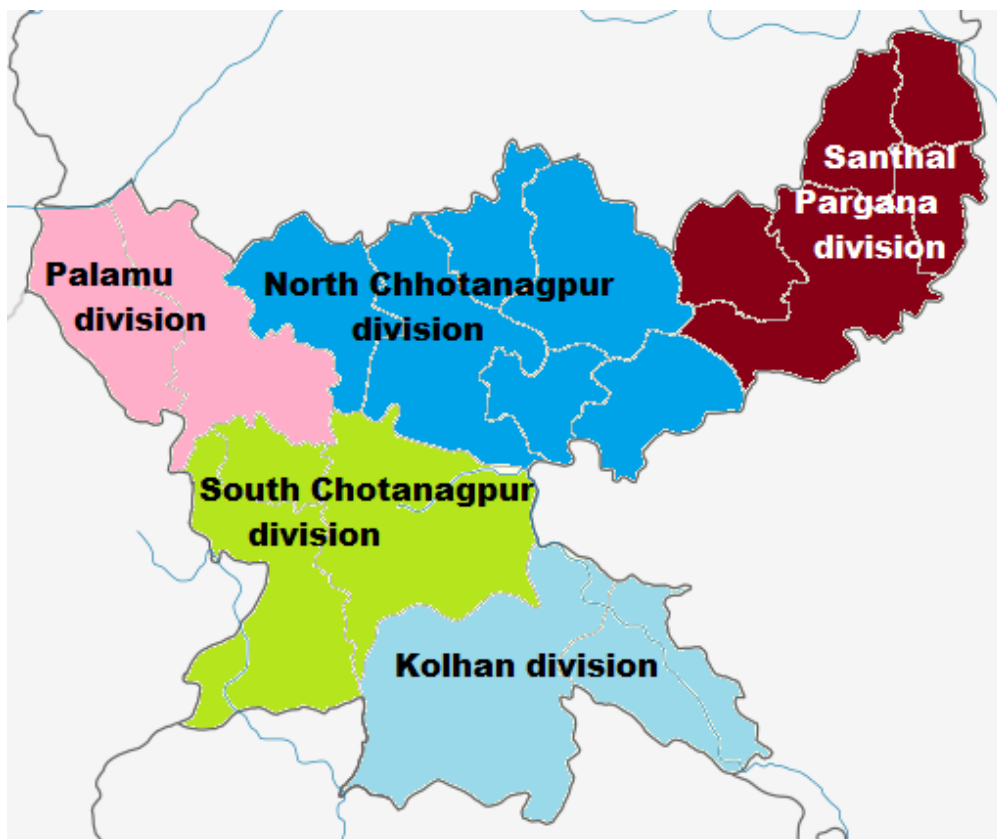 Santhal
Pargana
division
Palamu
division
North Chhotanagpur
division
South Chotanagpur
division
Kolhan division